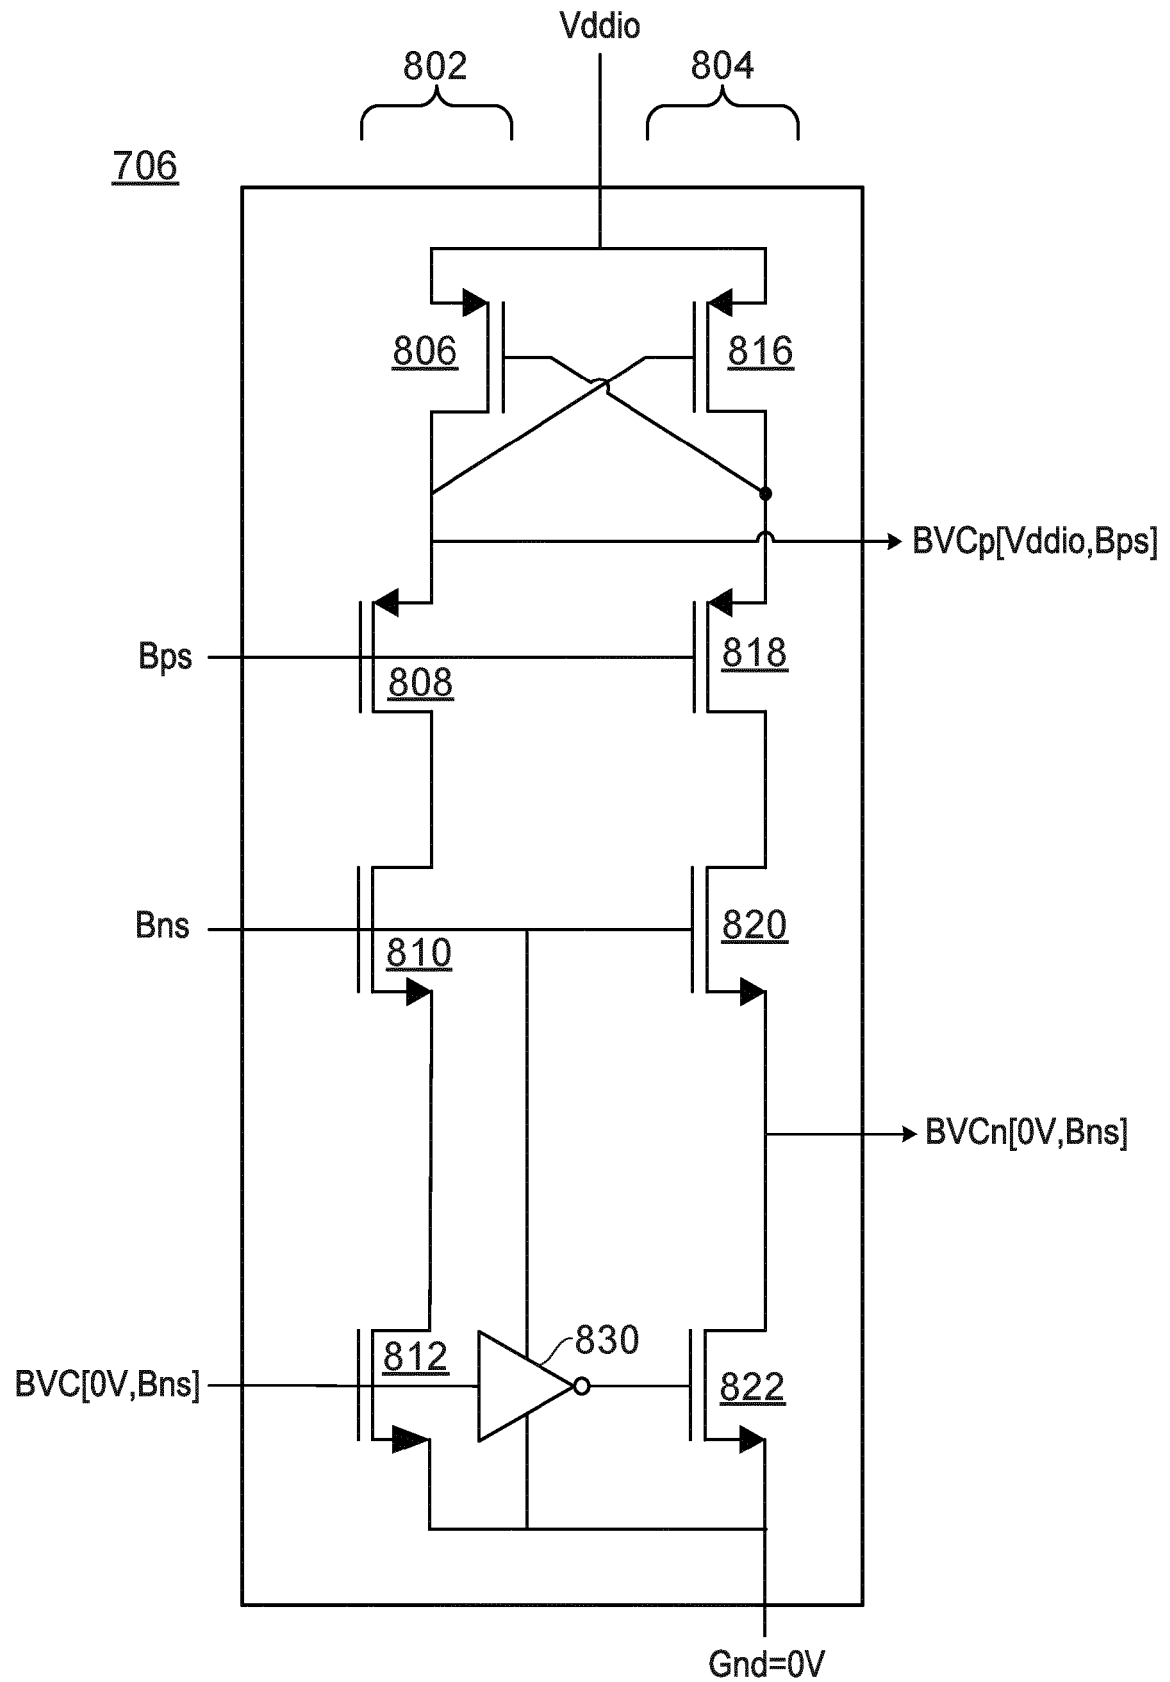 Vddio
802
804
706
806
816
BVCp[Vddio,Bps]
Bps
818
808
Bns
820
810
BVCn[0V,Bns]
830
812
BVC[0V,Bns]
822
Gnd=0V